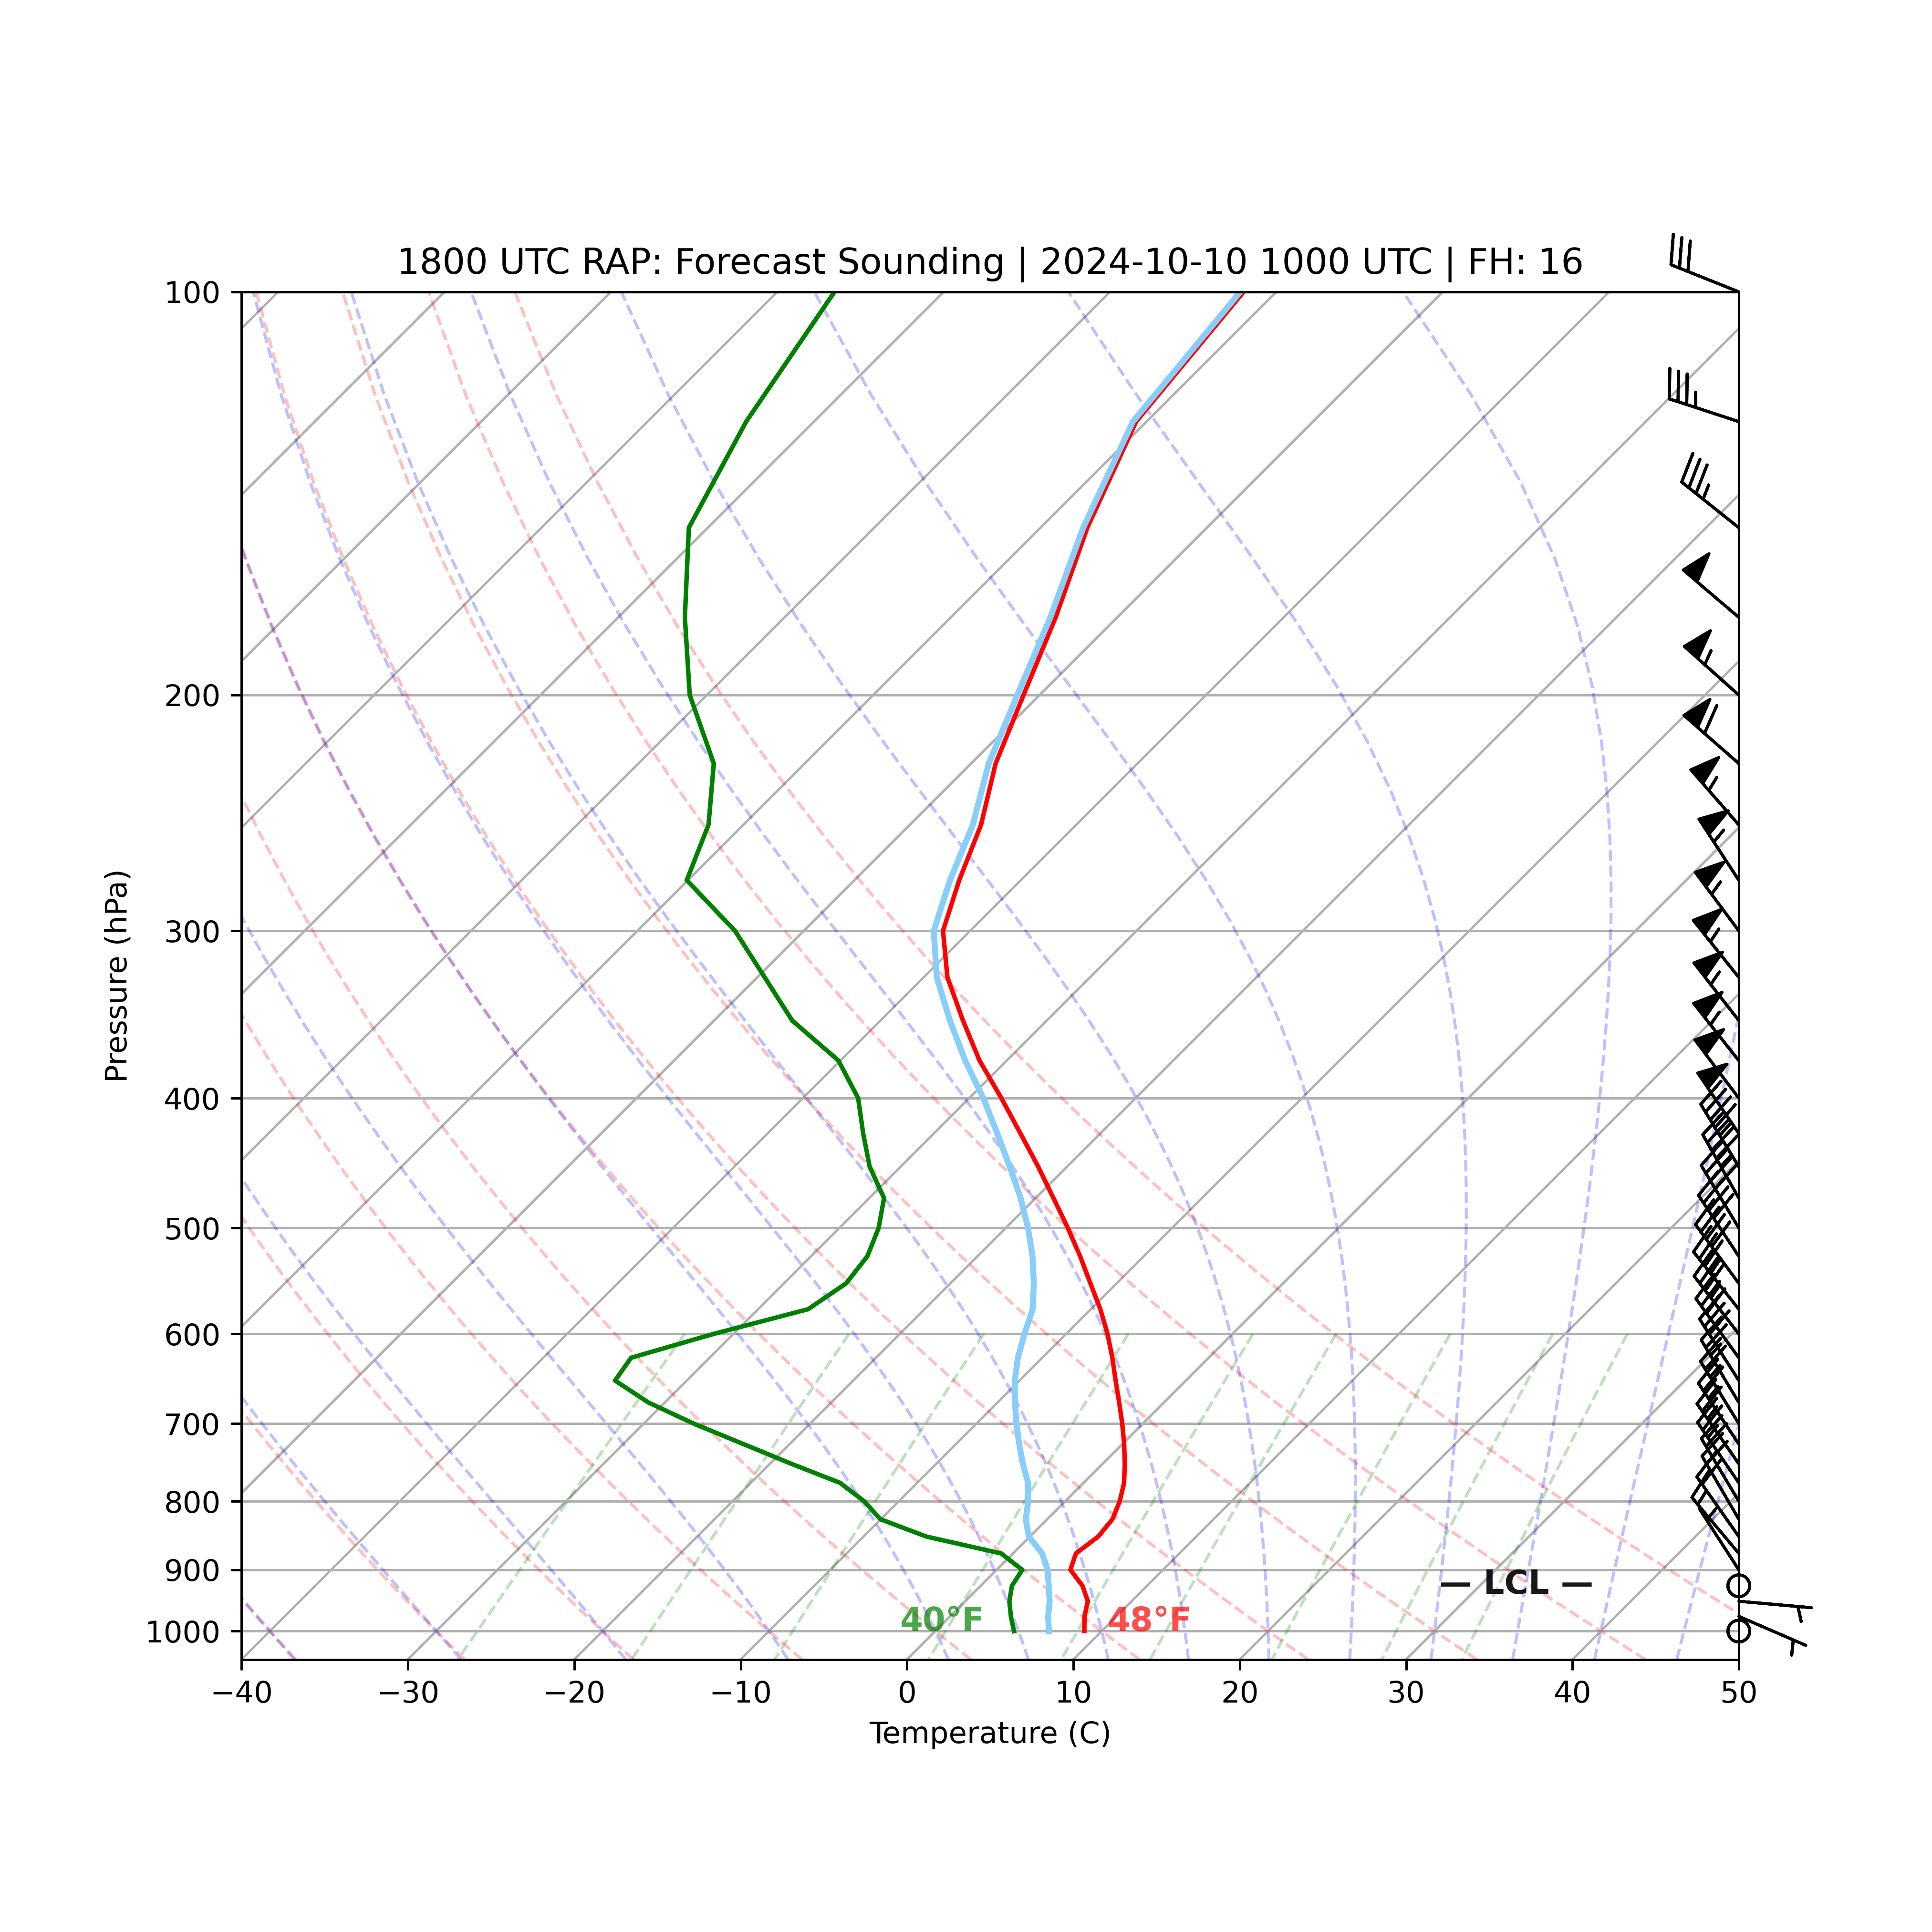 1800 UTC RAP: Forecast Sounding | 2024-10-10 1000 UTC | FH: 16
100
200
300
400
500
600
700
800
900
1000
Pressure (hPa)
— LCL —
40°F
48°F
−40 −30 −20 −10 0 10 20 30 40 50
Temperature (C)